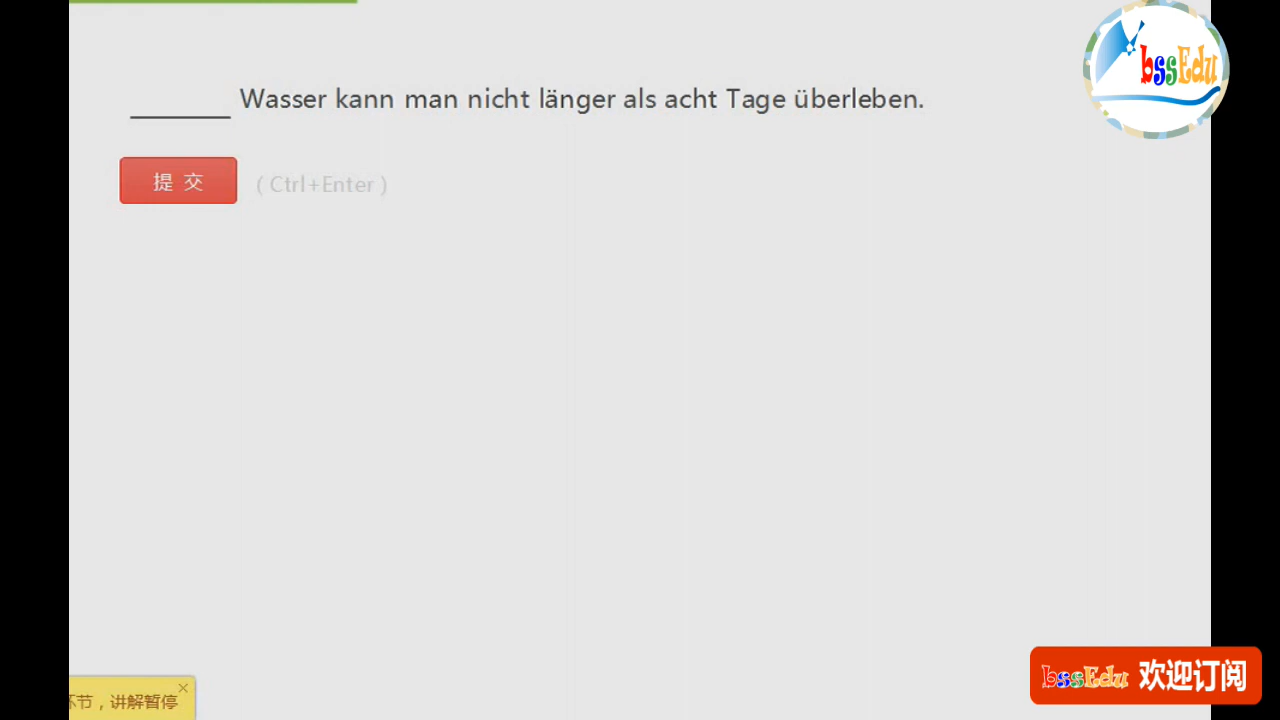 bssEdu
_______ Wasser kann man nicht länger als acht Tage überleben.
提 交 ( Ctrl+Enter )
环节，讲解暂停
bssEdu 欢迎订阅